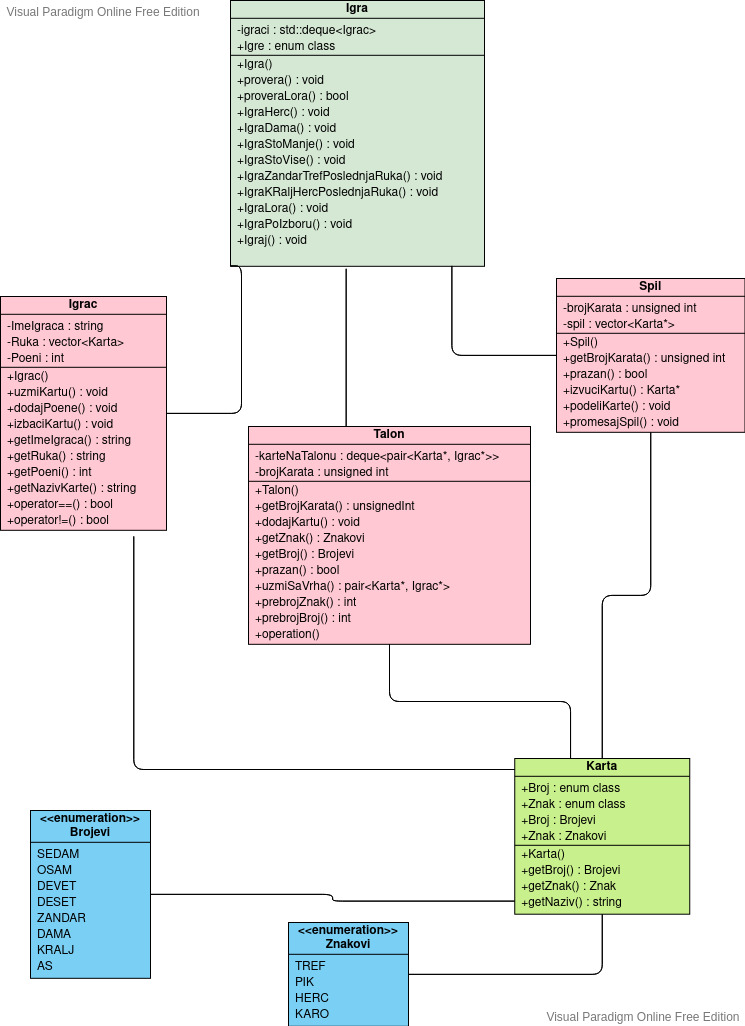 Visual Paradigm Online Free Edition
Igra
-igraci : std::deque<Igrac>
+Igre : enum class
+Igra()
+provera() : void
+proveraLora() : bool
+IgraHerc() : void
+IgraDama() : void
+IgraStoManje() : void
+IgraStoVise() : void
+IgraZandarTrefPoslednjaRuka() : void
+IgraKRaljHercPoslednjaRuka() : void
+IgraLora() : void
+IgraPoIzboru() : void
+Igraj() : void
Igrac
-ImeIgraca : string
-Ruka : vector<Karta>
-Poeni : int
+Igrac()
+uzmiKartu() : void
+dodajPoene() : void
+izbaciKartu() : void
+getImeIgraca() : string
+getRuka() : string
+getPoeni() : int
+getNazivKarte() : string
+operator==() : bool
+operator!=() : bool
Spil
-brojKarata : unsigned int
-spil : vector<Karta*>
+Spil()
+getBrojKarata() : unsigned int
+prazan() : bool
+izvuciKartu() : Karta*
+podeliKarte() : void
+promesajSpil() : void
Talon
-karteNaTalonu : deque<pair<Karta*, Igrac*>>
-brojKarata : unsigned int
+Talon()
+getBrojKarata() : unsignedInt
+dodajKartu() : void
+getZnak() : Znakovi
+getBroj() : Brojevi
+prazan() : bool
+uzmiSaVrha() : pair<Karta*, Igrac*>
+prebrojZnak() : int
+prebrojBroj() : int
+operation()
Karta
+Broj : enum class
+Znak : enum class
+Broj : Brojevi
+Znak : Znakovi
+Karta()
+getBroj() : Brojevi
+getZnak() : Znak
+getNaziv() : string
<<enumeration>>
Brojevi
SEDAM
OSAM
DEVET
DESET
ZANDAR
DAMA
KRALJ
AS
<<enumeration>>
Znakovi
TREF
PIK
HERC
KARO
Visual Paradigm Online Free Edition